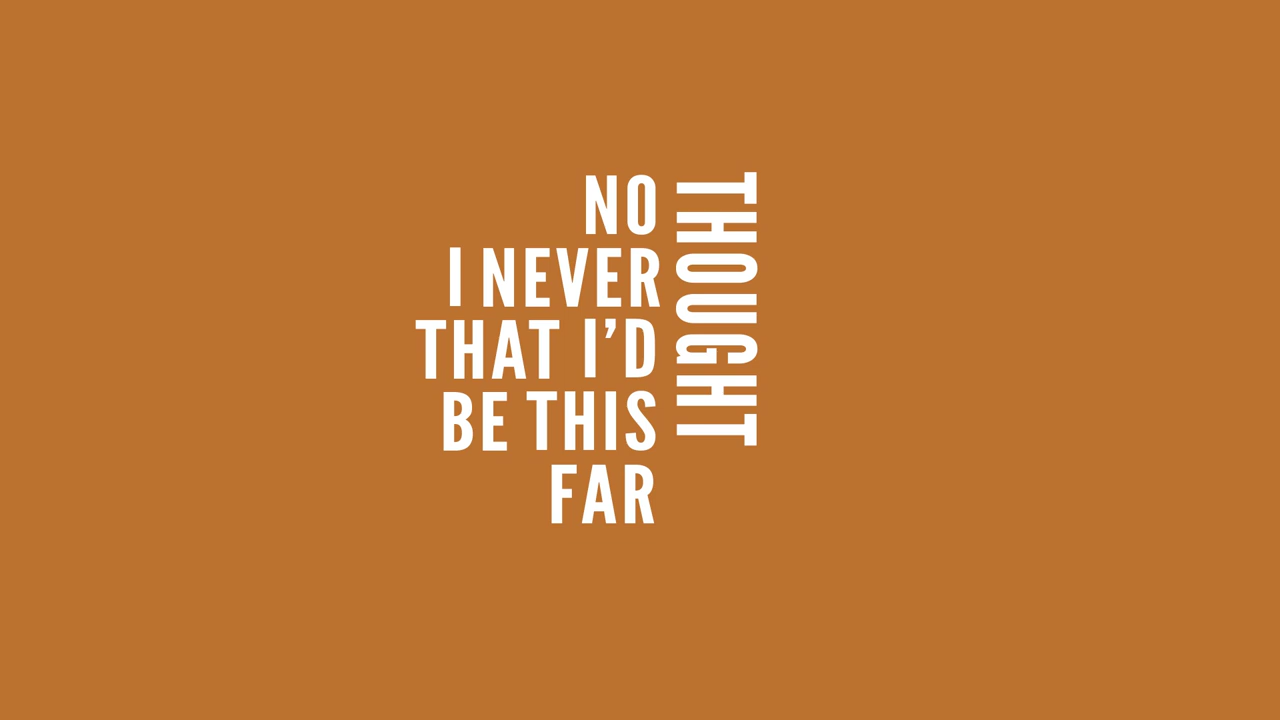 NO
I NEVER
THOUGHT
THAT I’D
BE THIS
FAR